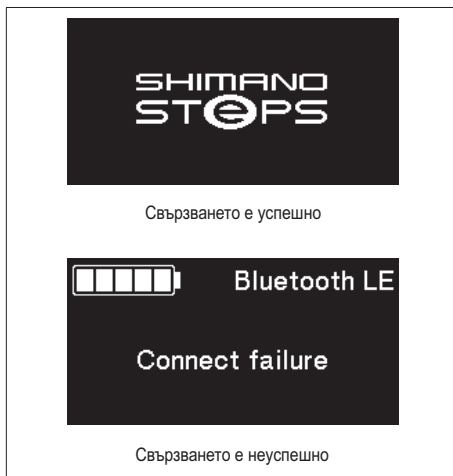 SHIMANO
STePS
Свързването е успешно
Bluetooth LE
Connect failure
Свързването е неуспешно